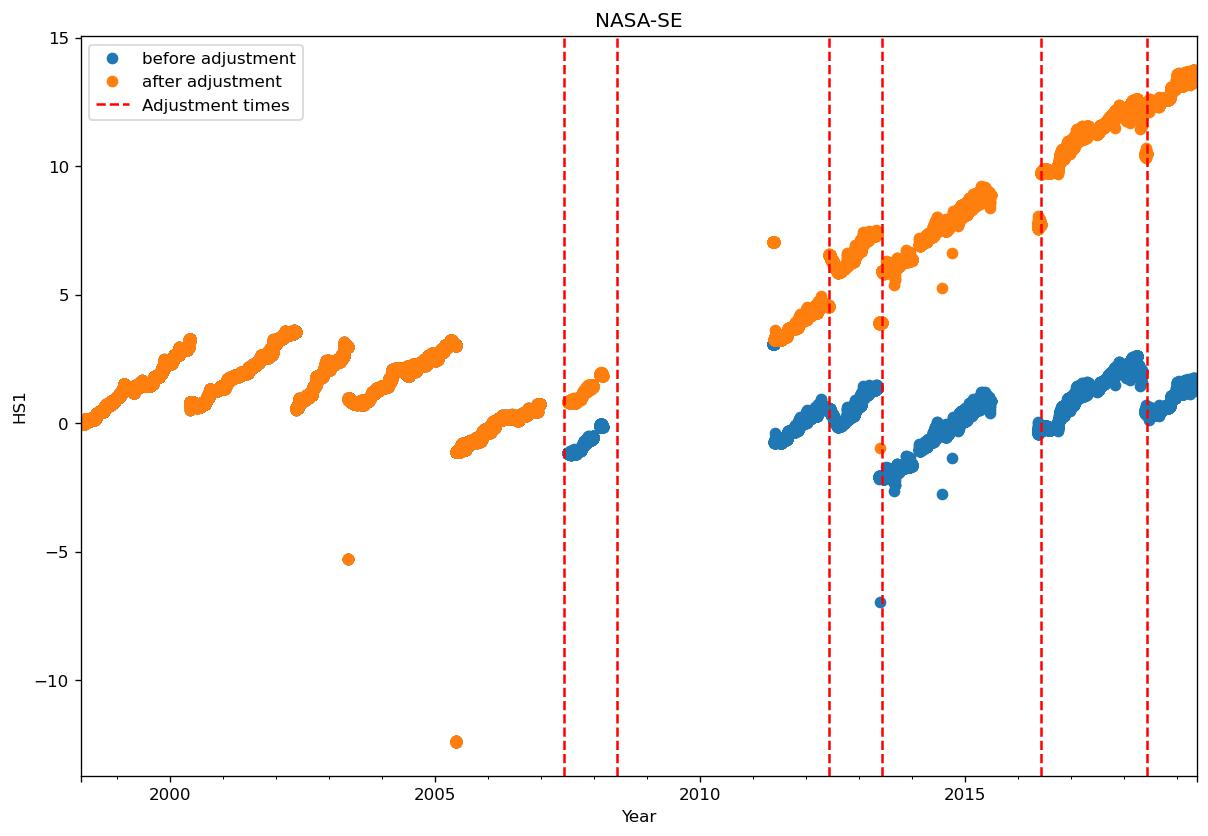 NASA-SE
before adjustment
after adjustment
Adjustment times
HS1
15
10
5
0
−5
−10
2000 2005 2010 2015
Year